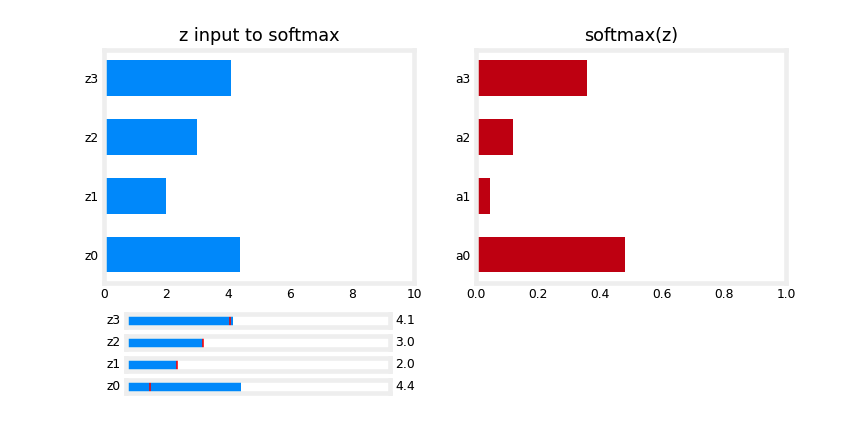 z input to softmax
z3
z2
z1
z0
0 2 4 6 8 10
softmax(z)
a3
a2
a1
a0
0.0 0.2 0.4 0.6 0.8 1.0
z3 4.1
z2 3.0
z1 2.0
z0 4.4